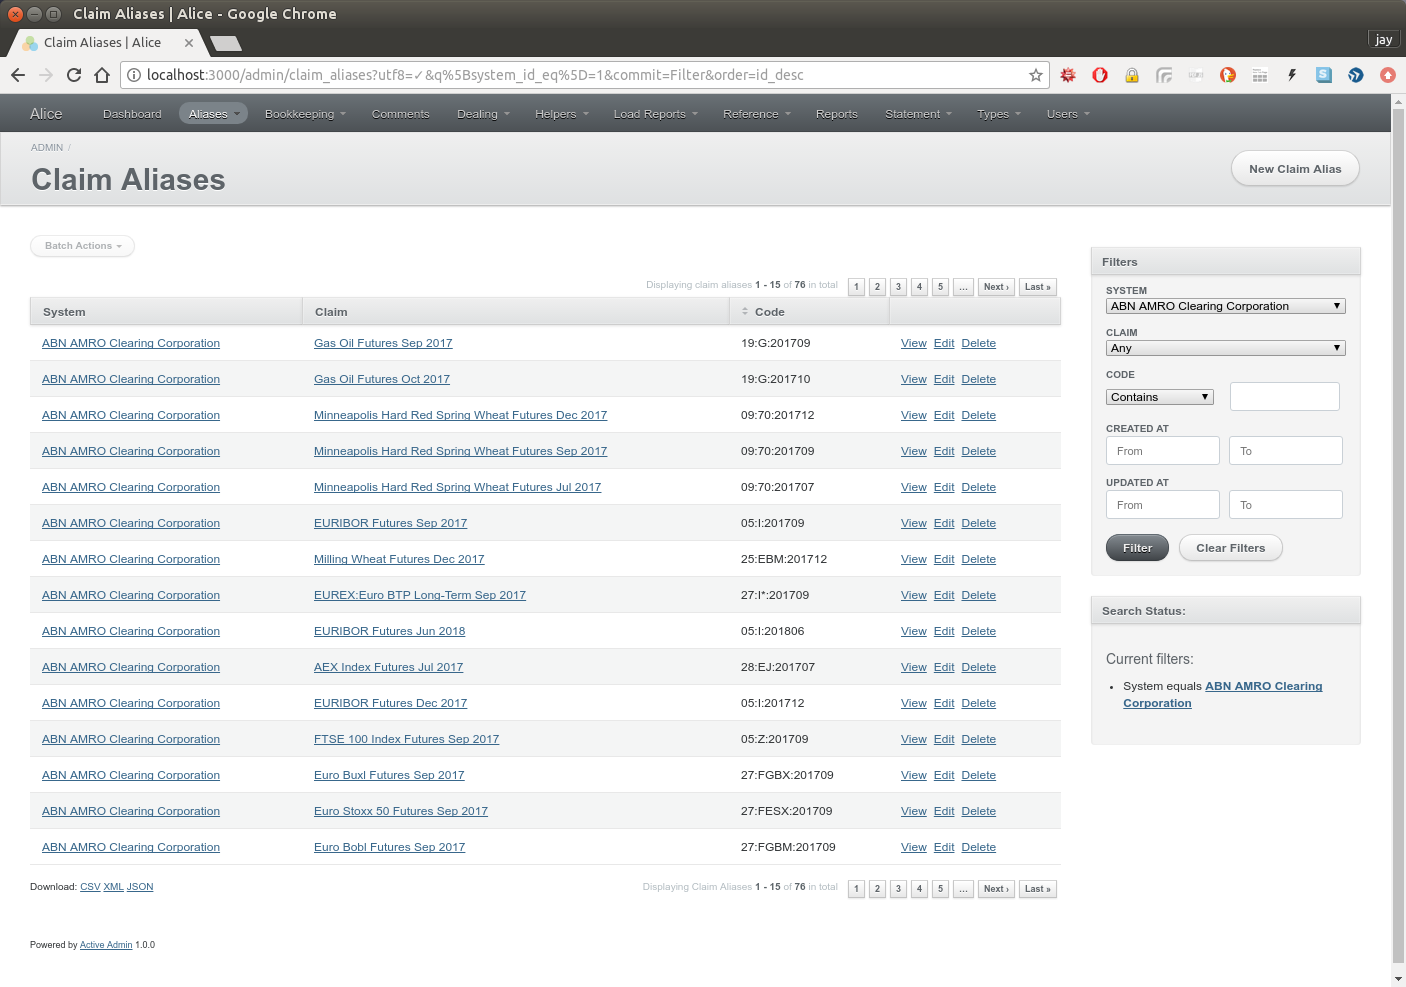 Claim Aliases | Alice - Google Chrome
Claim Aliases | Alice
jay
localhost:3000/admin/claim_aliases?utf8=✓&q%5Bsystem_id_eq%5D=1&commit=Filter&order=id_desc
Alice Dashboard Aliases Bookkeeping Comments Dealing Helpers Load Reports Reference Reports Statement Types Users
ADMIN /
Claim Aliases
New Claim Alias
Batch Actions
Displaying claim aliases 1 - 15 of 76 in total 1 2 3 4 5 ... Next › Last »
System Claim Code
ABN AMRO Clearing Corporation Gas Oil Futures Sep 2017 19:G:201709 View Edit Delete
ABN AMRO Clearing Corporation Gas Oil Futures Oct 2017 19:G:201710 View Edit Delete
ABN AMRO Clearing Corporation Minneapolis Hard Red Spring Wheat Futures Dec 2017 09:70:201712 View Edit Delete
ABN AMRO Clearing Corporation Minneapolis Hard Red Spring Wheat Futures Sep 2017 09:70:201709 View Edit Delete
ABN AMRO Clearing Corporation Minneapolis Hard Red Spring Wheat Futures Jul 2017 09:70:201707 View Edit Delete
ABN AMRO Clearing Corporation EURIBOR Futures Sep 2017 05:I:201709 View Edit Delete
ABN AMRO Clearing Corporation Milling Wheat Futures Dec 2017 25:EBM:201712 View Edit Delete
ABN AMRO Clearing Corporation EUREX:Euro BTP Long-Term Sep 2017 27:I*:201709 View Edit Delete
ABN AMRO Clearing Corporation EURIBOR Futures Jun 2018 05:I:201806 View Edit Delete
ABN AMRO Clearing Corporation AEX Index Futures Jul 2017 28:EJ:201707 View Edit Delete
ABN AMRO Clearing Corporation EURIBOR Futures Dec 2017 05:I:201712 View Edit Delete
ABN AMRO Clearing Corporation FTSE 100 Index Futures Sep 2017 05:Z:201709 View Edit Delete
ABN AMRO Clearing Corporation Euro Buxl Futures Sep 2017 27:FGBX:201709 View Edit Delete
ABN AMRO Clearing Corporation Euro Stoxx 50 Futures Sep 2017 27:FESX:201709 View Edit Delete
ABN AMRO Clearing Corporation Euro Bobl Futures Sep 2017 27:FGBM:201709 View Edit Delete
Download: CSV XML JSON
Displaying Claim Aliases 1 - 15 of 76 in total 1 2 3 4 5 ... Next › Last »
Filters
SYSTEM
ABN AMRO Clearing Corporation
CLAIM
Any
CODE
Contains
CREATED AT
From To
UPDATED AT
From To
Filter Clear Filters
Search Status:
Current filters:
• System equals ABN AMRO Clearing
Corporation
Powered by Active Admin 1.0.0